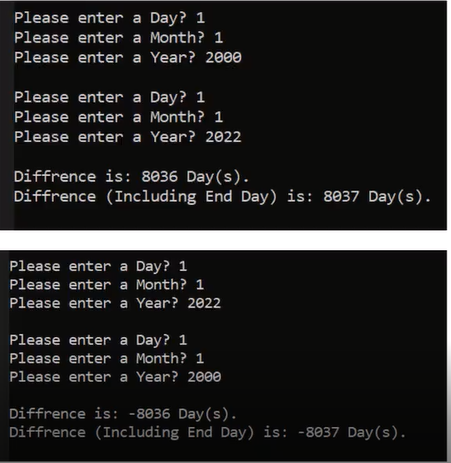 Please enter a Day? 1
Please enter a Month? 1
Please enter a Year? 2000
Please enter a Day? 1
Please enter a Month? 1
Please enter a Year? 2022
Diffrence is: 8036 Day(s).
Diffrence (Including End Day) is: 8037 Day(s).
Please enter a Day? 1
Please enter a Month? 1
Please enter a Year? 2022
Please enter a Day? 1
Please enter a Month? 1
Please enter a Year? 2000
Diffrence is: -8036 Day(s).
Diffrence (Including End Day) is: -8037 Day(s).